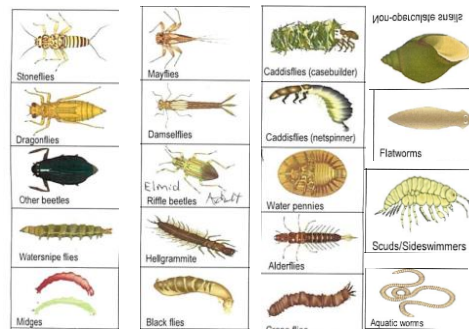 Stoneflies
Dragonflies
Other beetles
Watersnipe flies
Midges
Mayflies
Damselflies
Elmid
Riffle beetles Adult
Hellgrammite
Black flies
Caddisflies (casebuilder)
Caddisflies (netspinner)
Water pennies
Alderflies
Non-operculate snails
Flatworms
Scuds/Sideswimmers
Aquatic worms